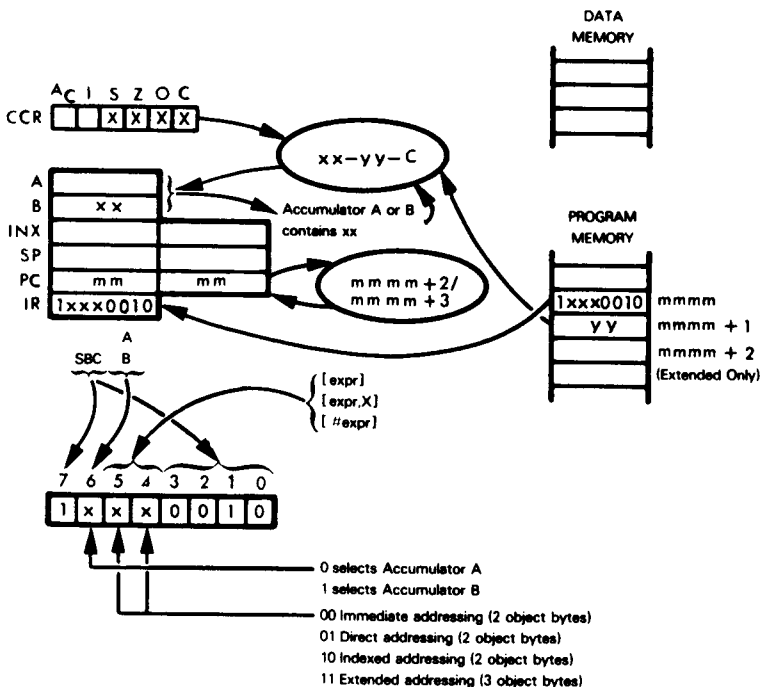 DATA
MEMORY
A C I S Z O C
CCR X X X X
xx-yy-C
A
B xx
Accumulator A or B
contains xx
INX
SP
PC mm mm
IR 1xxx0010
mmmm+2/
mmmm+3
PROGRAM
MEMORY
1xxx0010 mmmm
yy mmmm + 1
mmmm + 2
(Extended Only)
A
SBC B
[expr]
[expr,X]
[#expr]
7 6 5 4 3 2 1 0
1 x x x 0 0 1 0
0 selects Accumulator A
1 selects Accumulator B
00 Immediate addressing (2 object bytes)
01 Direct addressing (2 object bytes)
10 Indexed addressing (2 object bytes)
11 Extended addressing (3 object bytes)